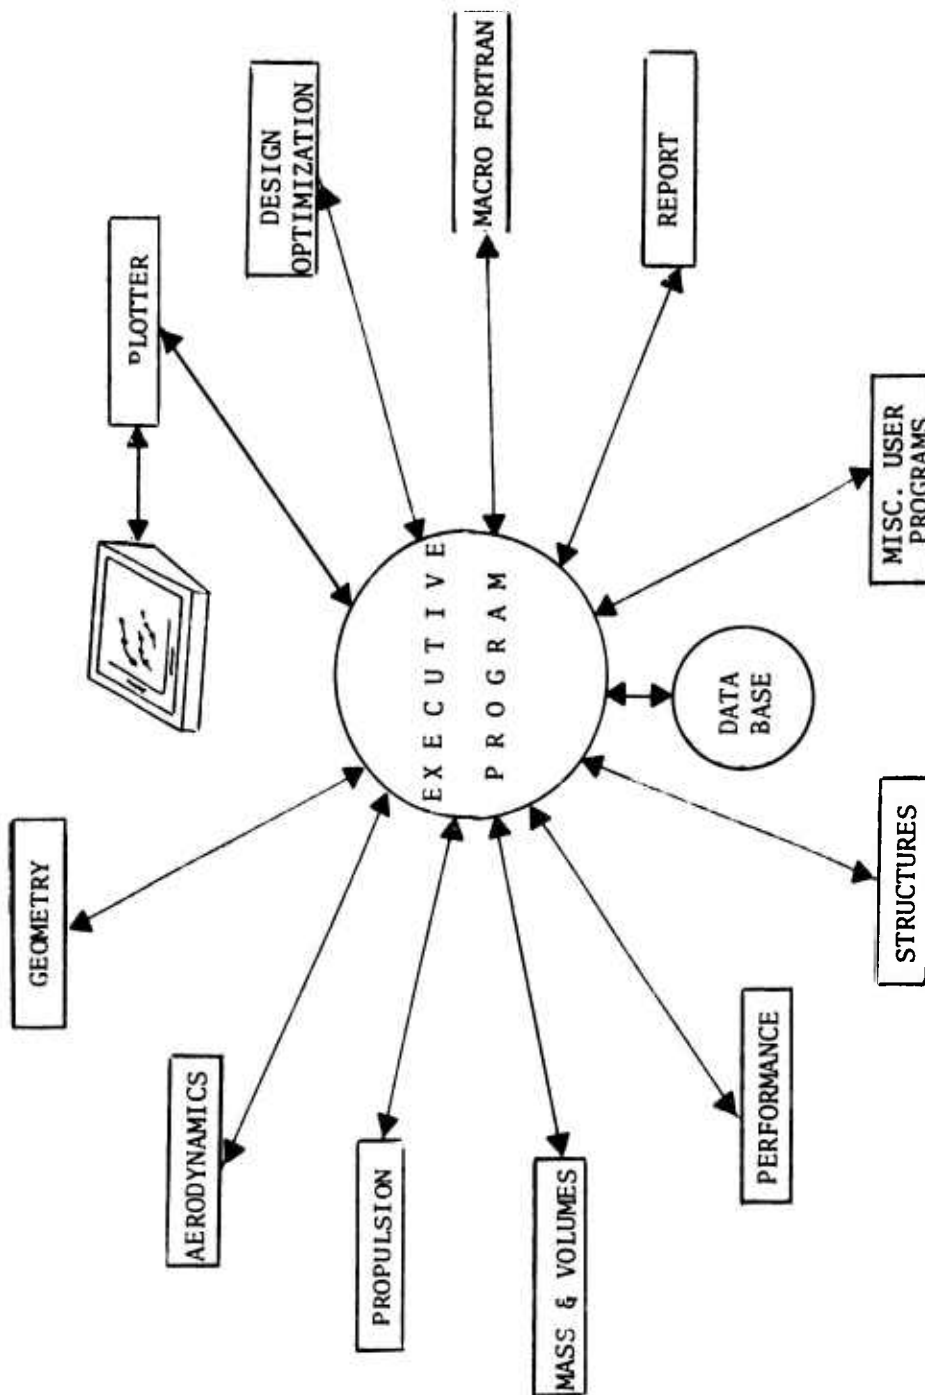 GEOMETRY
AERODYNAMICS
PROPULSION
MASS & VOLUMES
PERFORMANCE
STRUCTURES
EXECUTIVE
PROGRAM
DATA
BASE
PLOTTER
DESIGN
OPTIMIZATION
MACRO FORTRAN
REPORT
MISC. USER
PROGRAMS